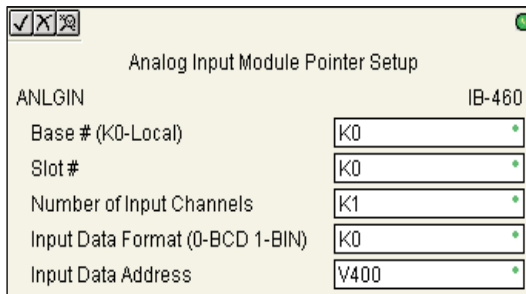 Analog Input Module Pointer Setup
ANLGIN IB-460
Base # (K0-Local) K0
Slot # K0
Number of Input Channels K1
Input Data Format (0-BCD 1-BIN) K0
Input Data Address V400